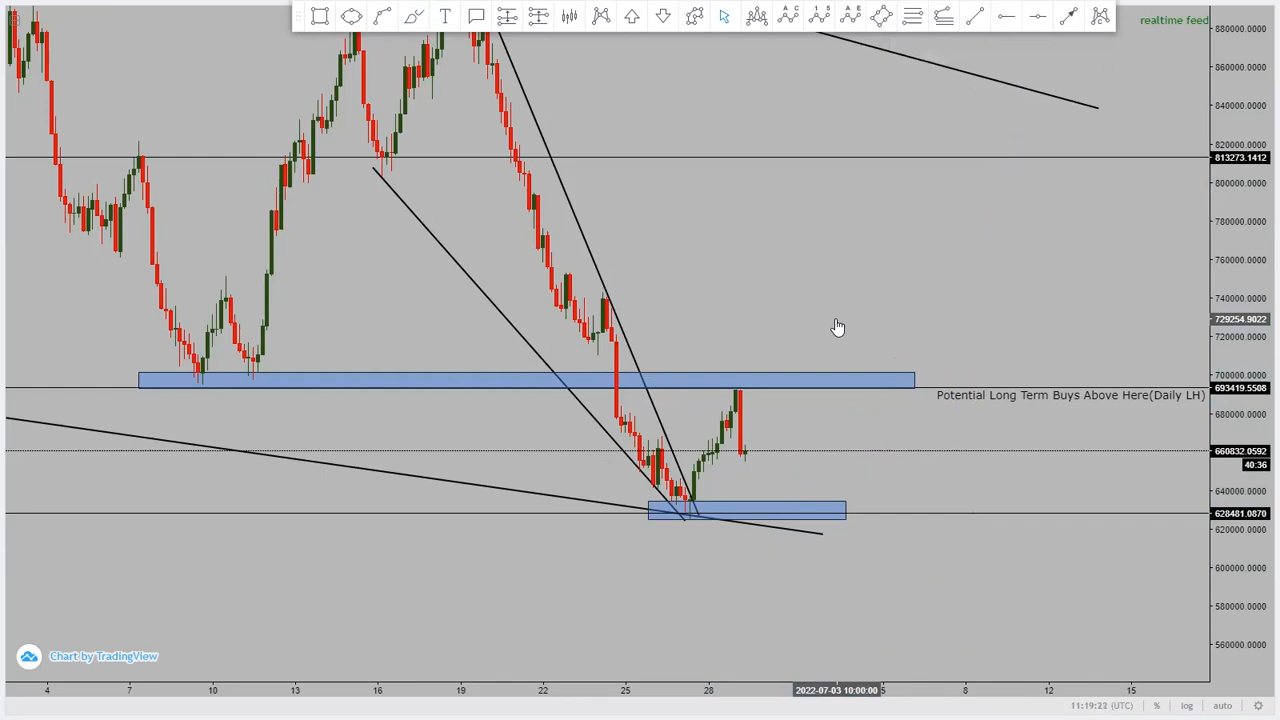 T
A C
1 5
A E
realtime feed
880000.0000
860000.0000
840000.0000
820000.0000
813273.1412
800000.0000
780000.0000
760000.0000
740000.0000
729254.9022
720000.0000
700000.0000
693419.5508
Potential Long Term Buys Above Here(Daily LH)
680000.0000
660832.0592
40:36
640000.0000
628481.0870
620000.0000
600000.0000
580000.0000
560000.0000
Chart by TradingView
4 7 10 13 16 19 22 25 28 2022-07-03 10:00:00 5 8 12 15
11:19:22 (UTC) % log auto